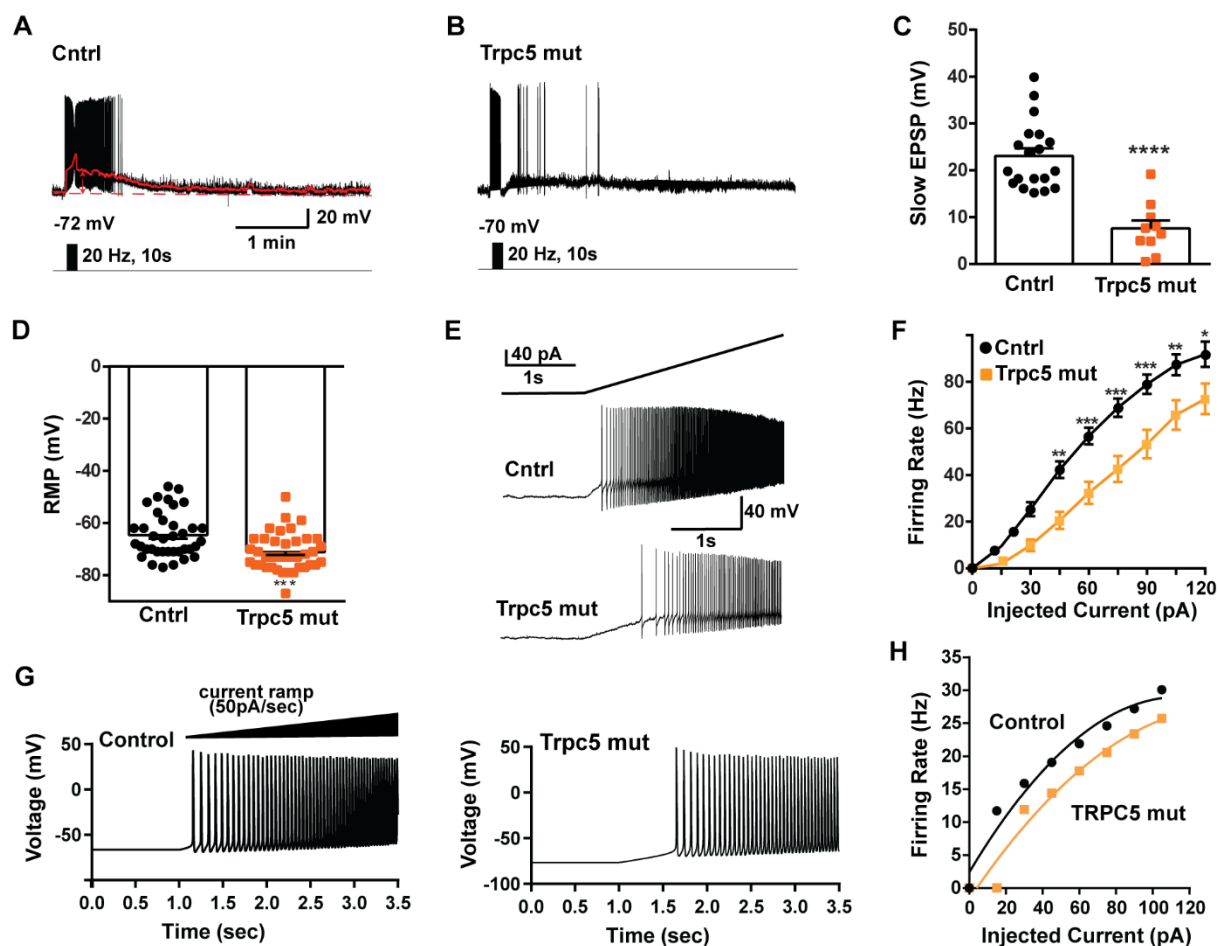 A
Cntrl
-72 mV
20 mV
1 min
20 Hz, 10s
B
Trpc5 mut
-70 mV
20 Hz, 10s
C
Slow EPSP (mV)
50
40
30
20
10
0
****
Cntrl
Trpc5 mut
D
RMP (mV)
0
-20
-40
-60
-80
***
Cntrl
Trpc5 mut
E
40 pA
1s
Cntrl
40 mV
1s
Trpc5 mut
F
Firring Rate (Hz)
80
60
40
20
0
Cntrl
Trpc5 mut
**
***
***
***
**
*
0
30
60
90
120
Injected Current (pA)
G
current ramp
(50pA/sec)
Control
Voltage (mV)
50
0
-50
0.0 0.5 1.0 1.5 2.0 2.5 3.0 3.5
Time (sec)
Trpc5 mut
Voltage (mV)
50
0
-50
-100
0.0 0.5 1.0 1.5 2.0 2.5 3.0 3.5
Time (sec)
H
Firring Rate (Hz)
35
30
25
20
15
10
5
0
Control
TRPC5 mut
0 20 40 60 80 100 120
Injected Current (pA)